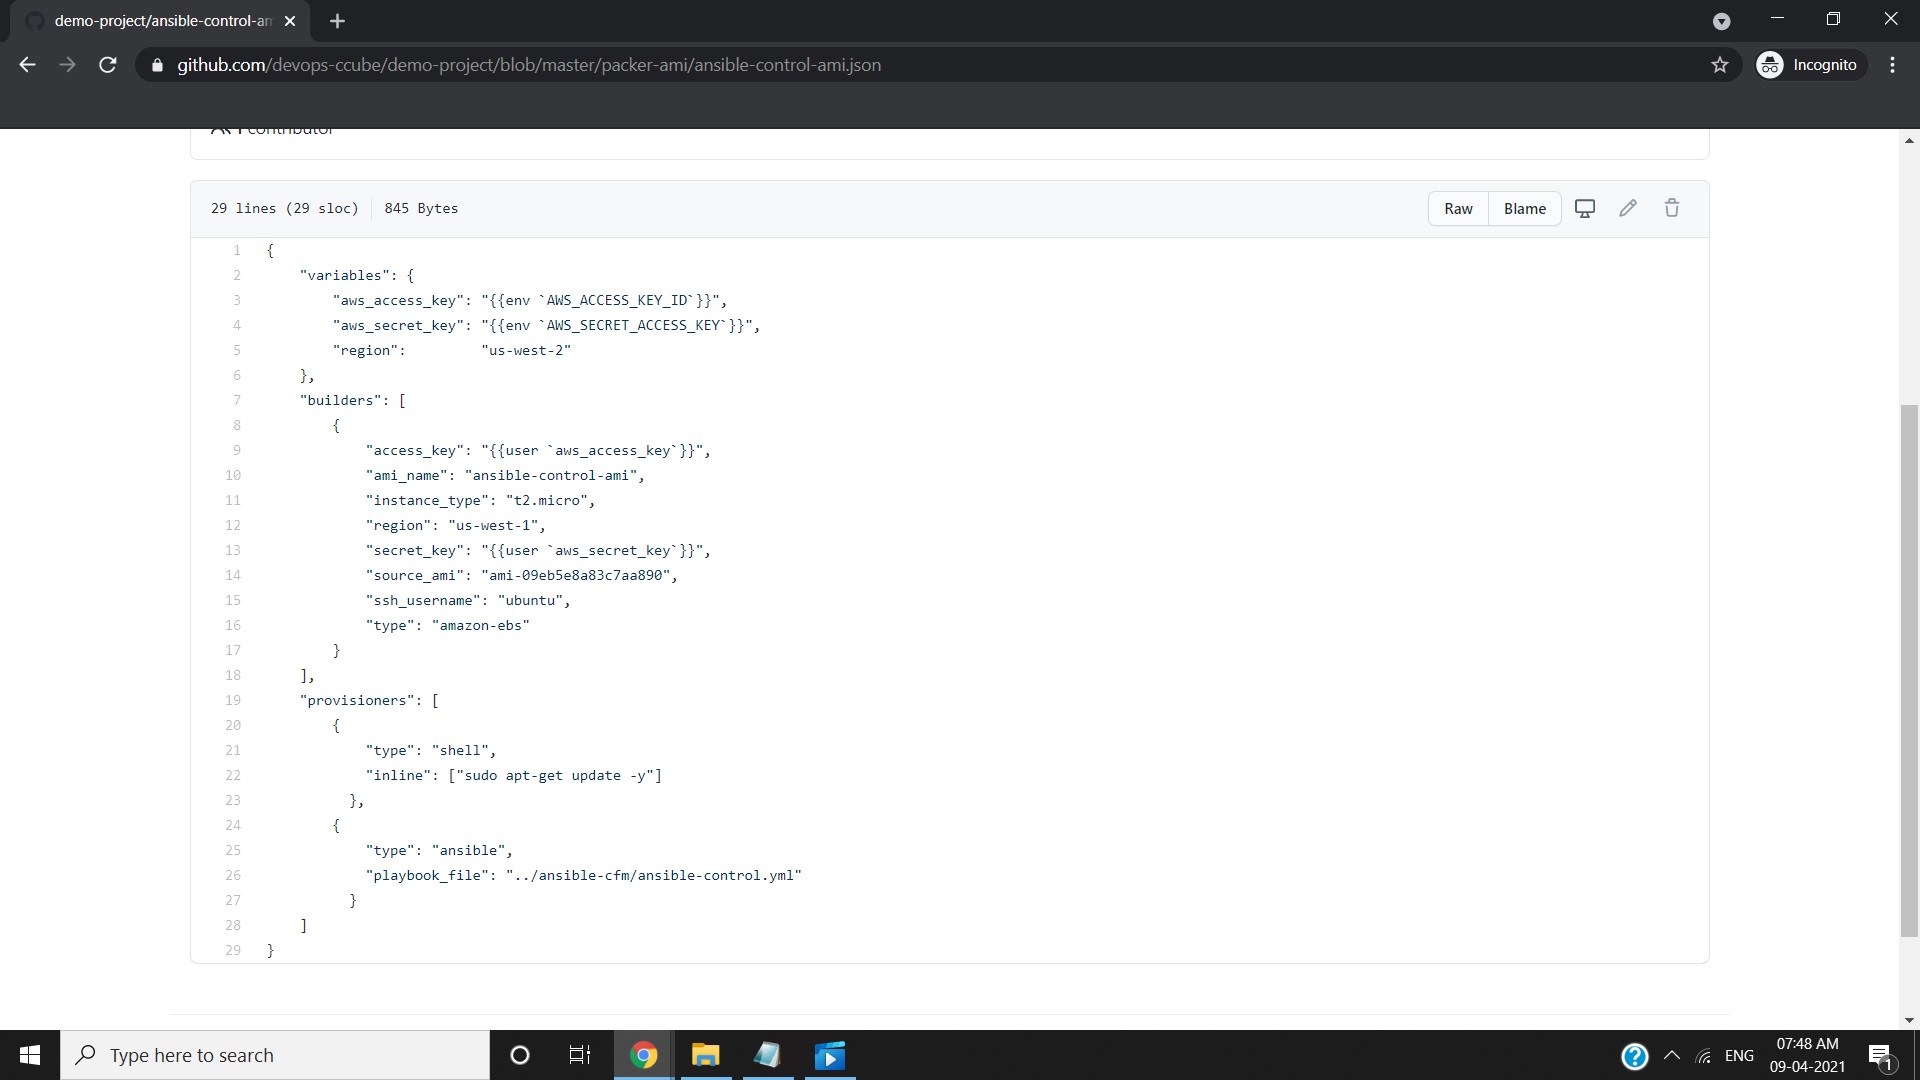 demo-project/ansible-control-am
github.com/devops-ccube/demo-project/blob/master/packer-ami/ansible-control-ami.json
Incognito
1 contributor
29 lines (29 sloc) 845 Bytes
Raw Blame
1 {
2 "variables": {
3 "aws_access_key": "{{env `AWS_ACCESS_KEY_ID`}}",
4 "aws_secret_key": "{{env `AWS_SECRET_ACCESS_KEY`}}",
5 "region": "us-west-2"
6 },
7 "builders": [
8 {
9 "access_key": "{{user `aws_access_key`}}",
10 "ami_name": "ansible-control-ami",
11 "instance_type": "t2.micro",
12 "region": "us-west-1",
13 "secret_key": "{{user `aws_secret_key`}}",
14 "source_ami": "ami-09eb5e8a83c7aa890",
15 "ssh_username": "ubuntu",
16 "type": "amazon-ebs"
17 }
18 ],
19 "provisioners": [
20 {
21 "type": "shell",
22 "inline": ["sudo apt-get update -y"]
23 },
24 {
25 "type": "ansible",
26 "playbook_file": "../ansible-cfm/ansible-control.yml"
27 }
28 ]
29 }
Type here to search
ENG
07:48 AM
09-04-2021
1